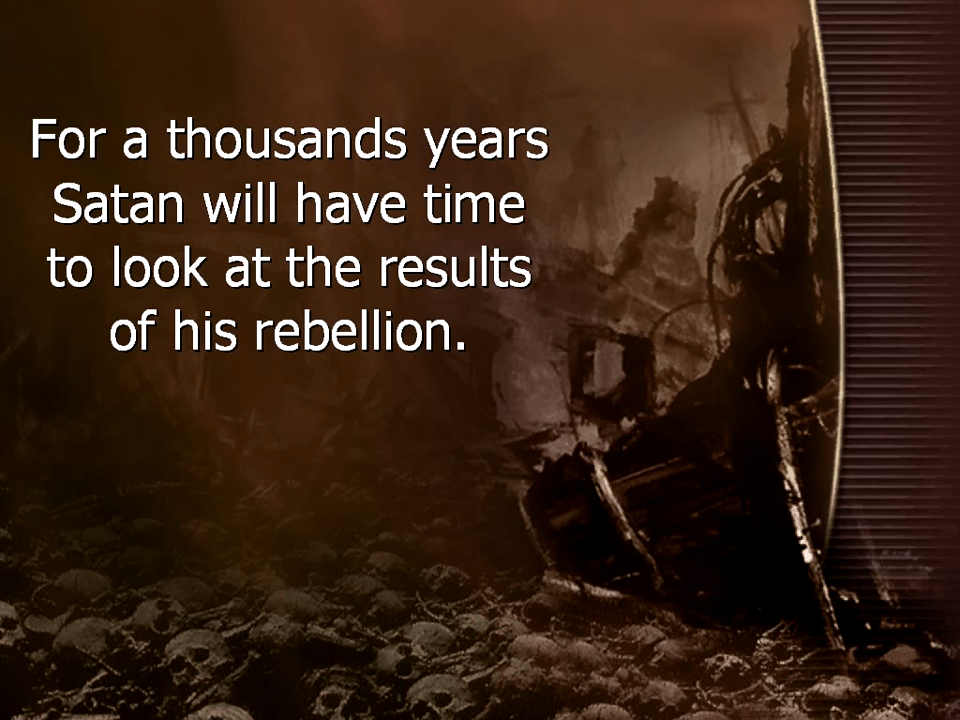 For a thousands years
Satan will have time
to look at the results
of his rebellion.